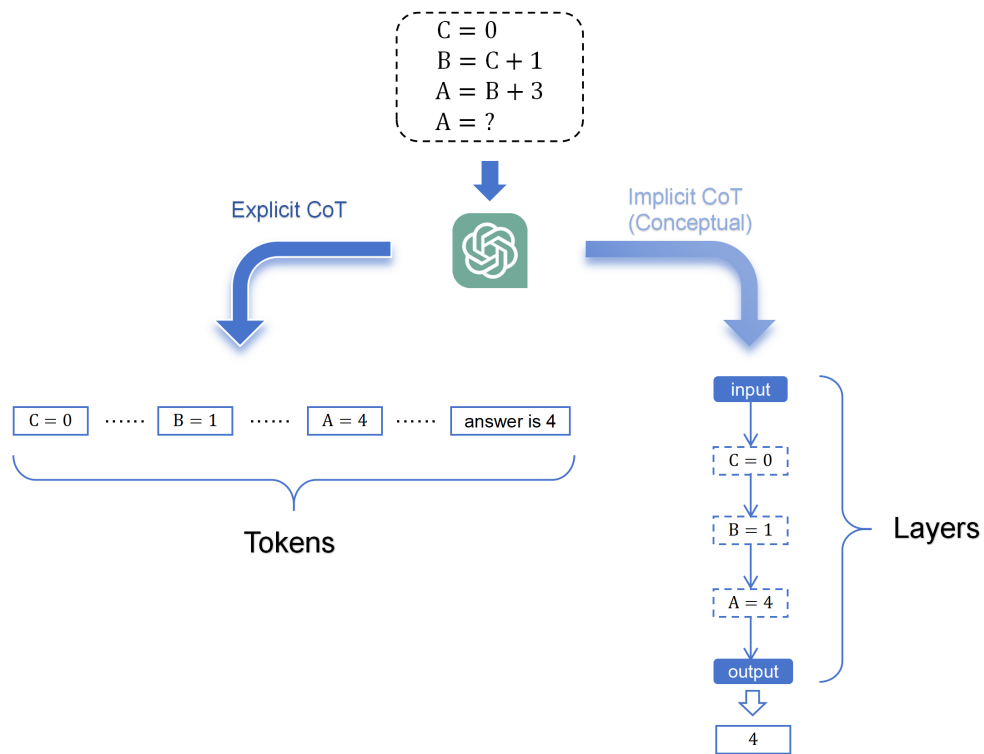 C = 0
B = C + 1
A = B + 3
A = ?
Explicit CoT
Implicit CoT
(Conceptual)
C = 0 ...... B = 1 ...... A = 4 ...... answer is 4
Tokens
input
C = 0
B = 1
A = 4
output
4
Layers